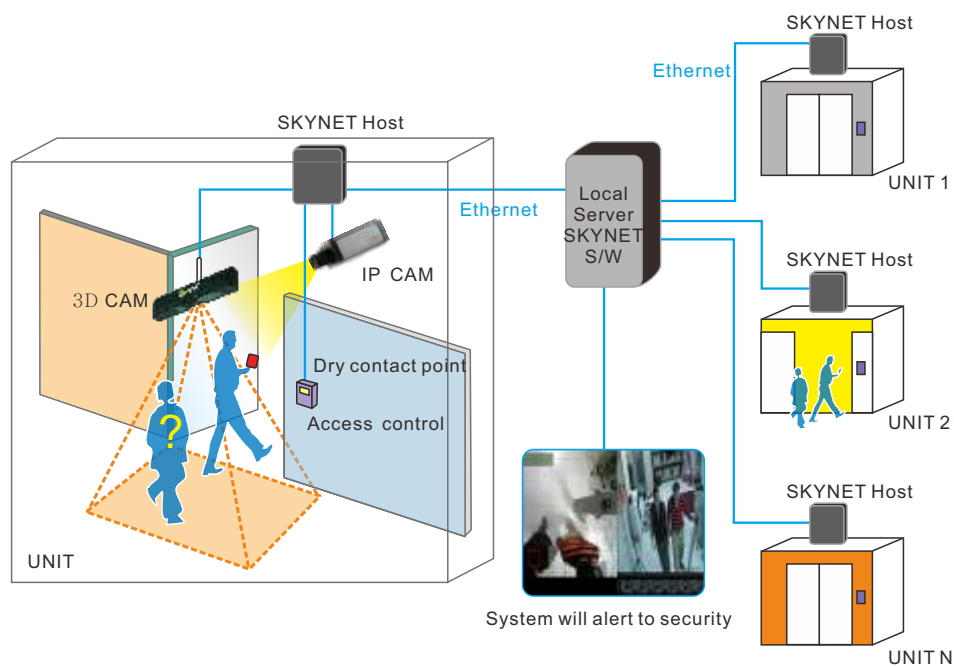 SKYNET Host
Ethernet
UNIT 1
SKYNET Host
Ethernet
Local
Server
SKYNET
S/W
IP CAM
3D CAM
SKYNET Host
Dry contact point
Access control
?
UNIT 2
SKYNET Host
UNIT
System will alert to security
UNIT N